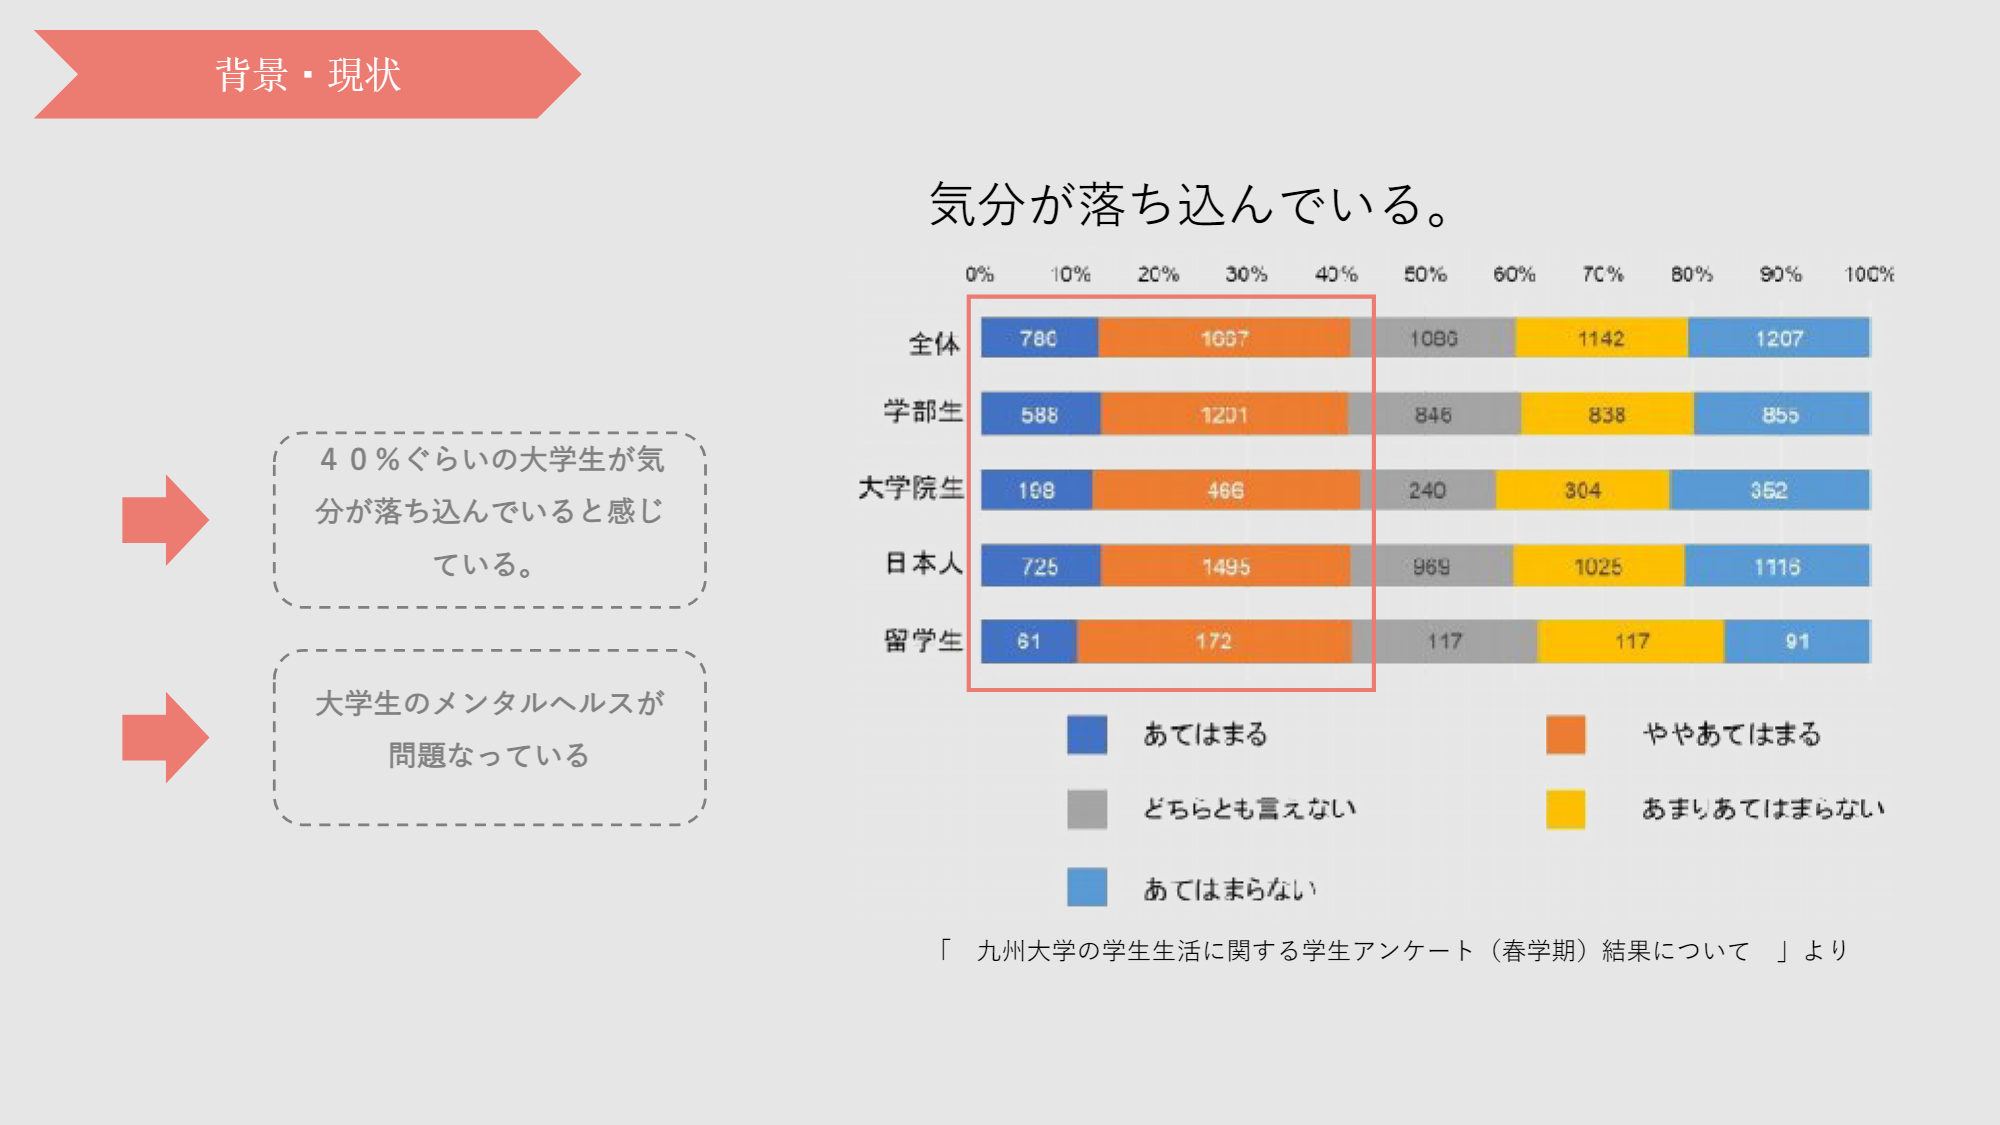 背景・現状
気分が落ち込んでいる。
0% 10% 20% 30% 40% 50% 60% 70% 80% 90% 100%
全体 786 1667 1086 1142 1207
学部生 588 1201 846 838 855
大学院生 198 466 240 304 352
日本人 725 1495 969 1025 1116
留学生 61 172 117 117 91
あてはまる ややあてはまる
どちらとも言えない あまりあてはまらない
あてはまらない
「　九州大学の学生生活に関する学生アンケート（春学期）結果について　」より
４０％ぐらいの大学生が気
分が落ち込んでいると感じ
ている。
大学生のメンタルヘルスが
問題なっている